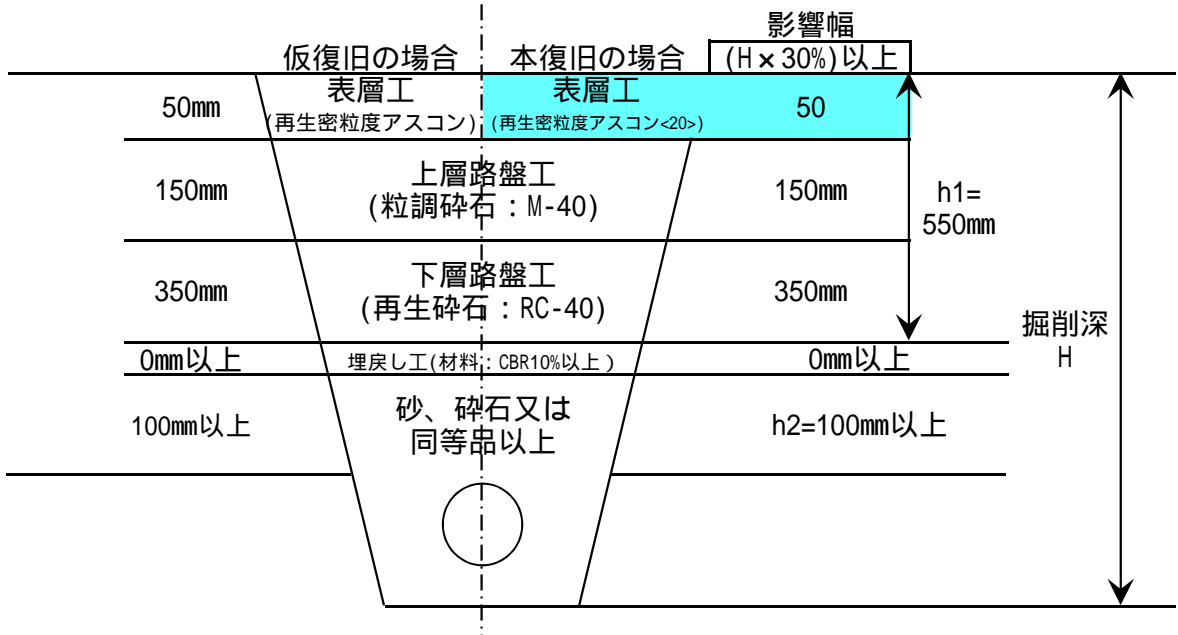 影響幅
仮復旧の場合 本復旧の場合 (H×30%)以上
表層工 表層工
50mm (再生密粒度アスコン) (再生密粒度アスコン<20>) 50
上層路盤工
150mm (粒調砕石：M-40) 150mm
h1=
550mm
下層路盤工
350mm (再生砕石：RC-40) 350mm
掘削深
H
0mm以上 埋戻し工(材料：CBR10%以上) 0mm以上
砂、砕石又は
100mm以上 同等品以上 h2=100mm以上